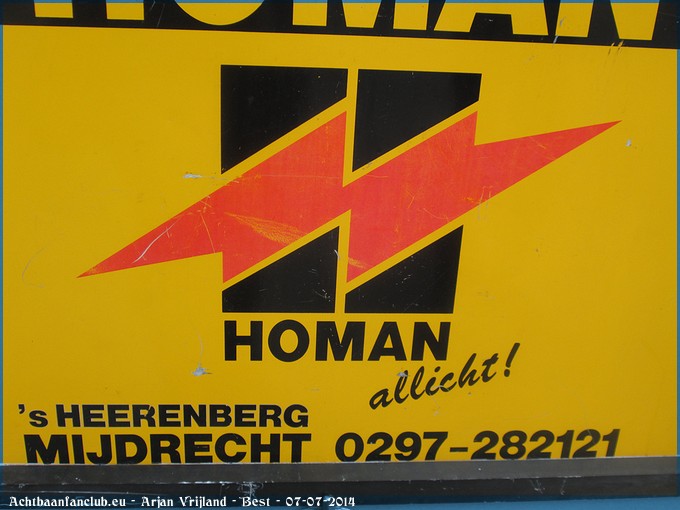 HOMAN
HOMAN
allicht!
's HEERENBERG
MIJDRECHT 0297-282121
Achtbaanfanclub.eu - Arjan Vrijland - Best - 07-07-2014